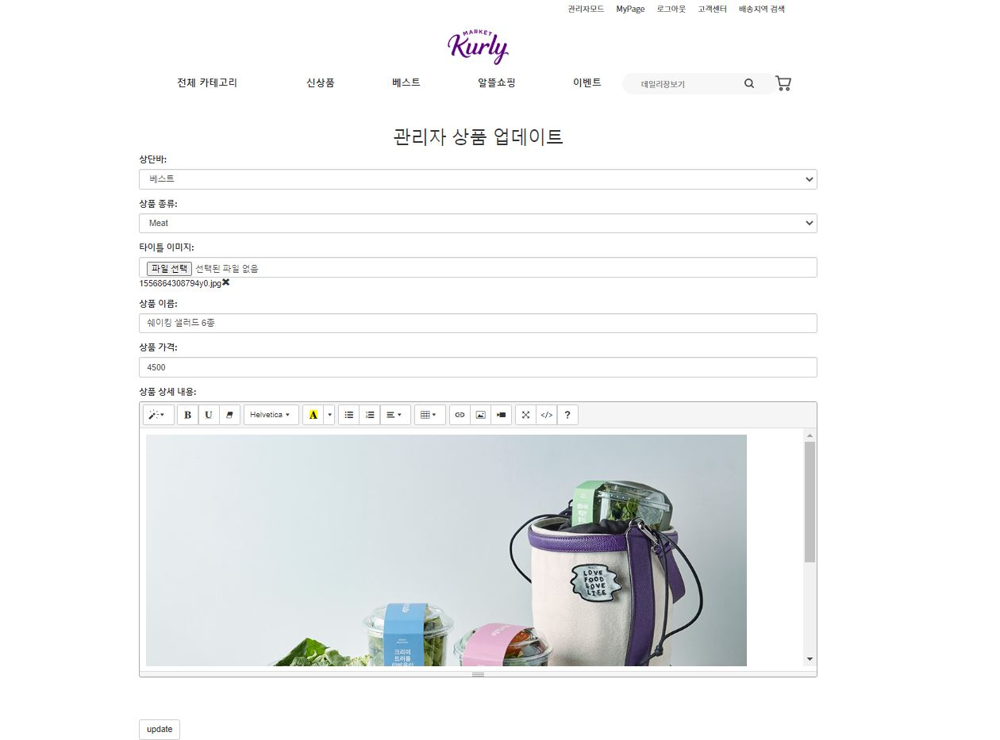 관리자모드 MyPage 로그아웃 고객센터 배송지역 검색
MARKET
Kurly
전체 카테고리 신상품 베스트 알뜰쇼핑 이벤트 데일리장보기
관리자 상품 업데이트
상단바:
베스트
상품 종류:
Meat
타이틀 이미지:
파일 선택 선택된 파일 없음
1556864308794y0.jpg✖
상품 이름:
쉐이킹 샐러드 6종
상품 가격:
4500
상품 상세 내용:
B U Helvetica A </> ?
LOVE
FOOD
LOVE
LIFE
크리미
트러플
update